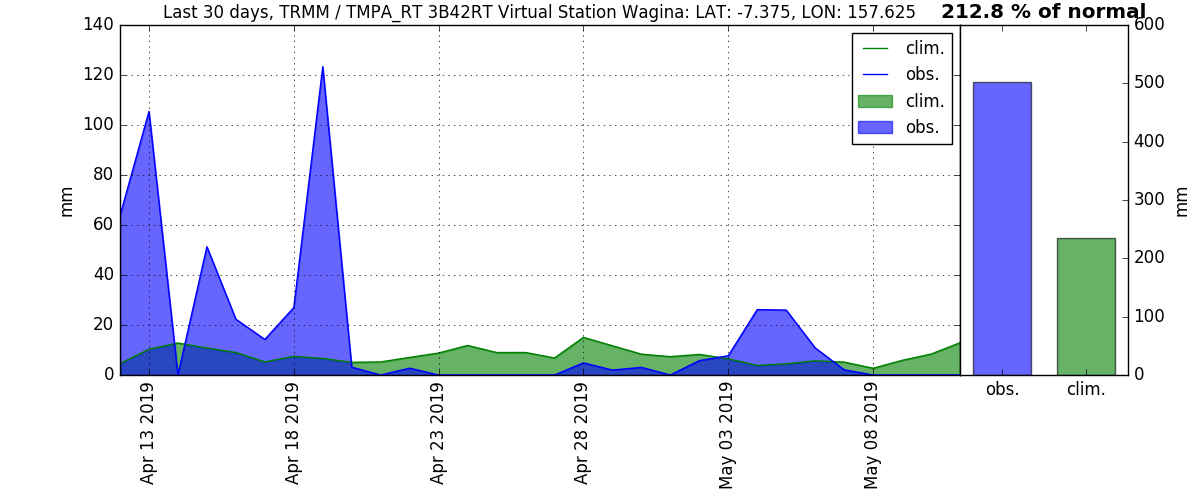 Last 30 days, TRMM / TMPA_RT 3B42RT Virtual Station Wagina: LAT: -7.375, LON: 157.625
212.8 % of normal
140
120
100
80
60
40
20
0
mm
clim.
obs.
clim.
obs.
Apr 13 2019
Apr 18 2019
Apr 23 2019
Apr 28 2019
May 03 2019
May 08 2019
600
500
400
300
200
100
0
mm
obs.
clim.